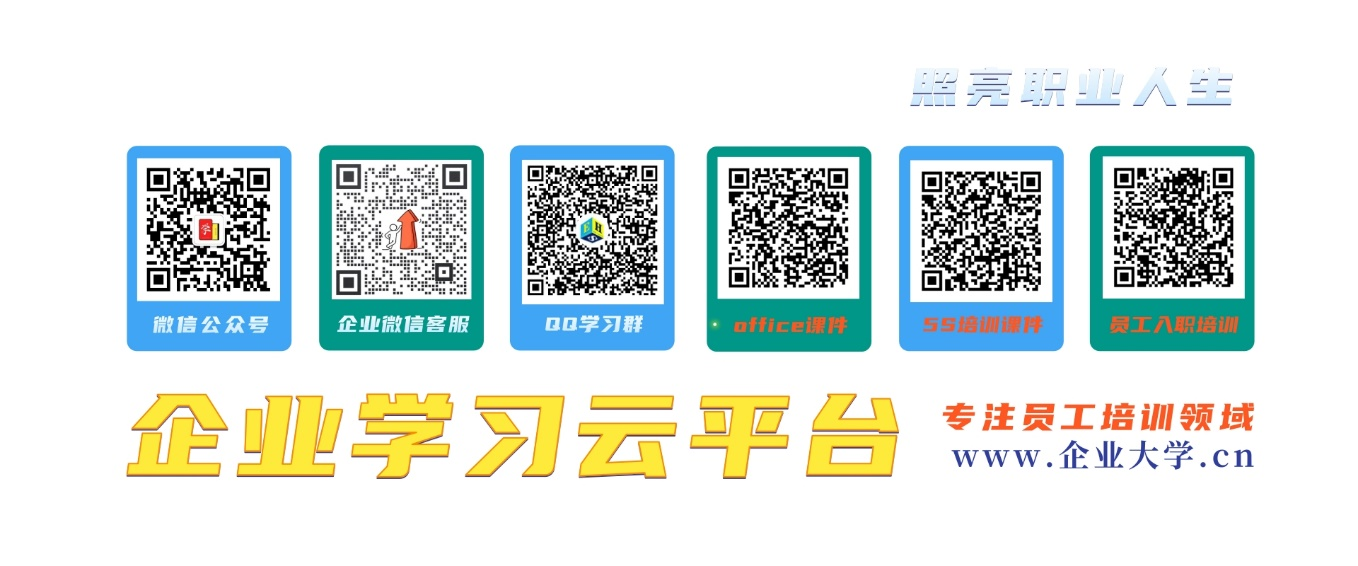 照亮职业人生
微信公众号
企业微信客服
QQ学习群
office课件
5S培训课件
员工入职培训
企业学习云平台
专注员工培训领域
www.企业大学.cn